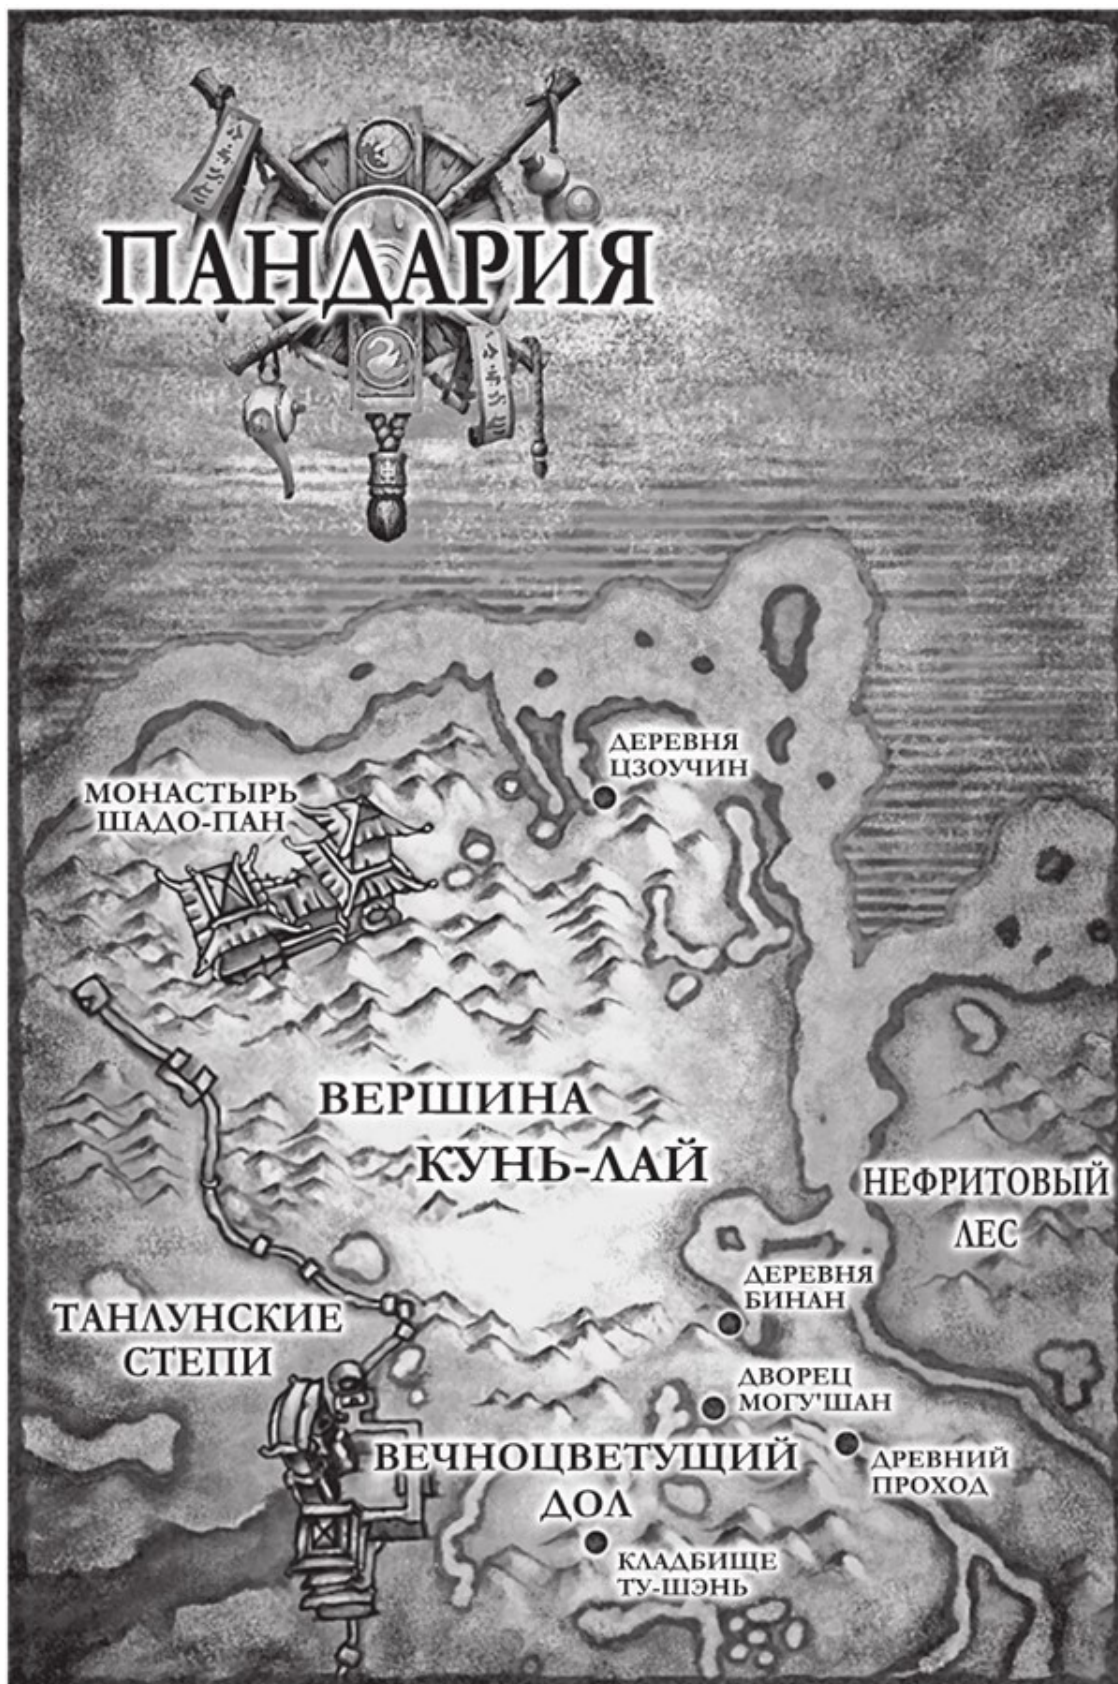 ПАНДАРИЯ
ДЕРЕВНЯ
ЦЗОУЧИН
МОНАСТЫРЬ
ШАДО-ПАН
ВЕРШИНА
КУНЬ-ЛАЙ
НЕФРИТОВЫЙ
ЛЕС
ДЕРЕВНЯ
БИНАН
ТАНЛУНСКИЕ
СТЕПИ
ДВОРЕЦ
МОГУ'ШАН
ВЕЧНОЦВЕТУЩИЙ
ДОЛ
ДРЕВНИЙ
ПРОХОД
КЛАДБИЩЕ
ТУ-ШЭНЬ